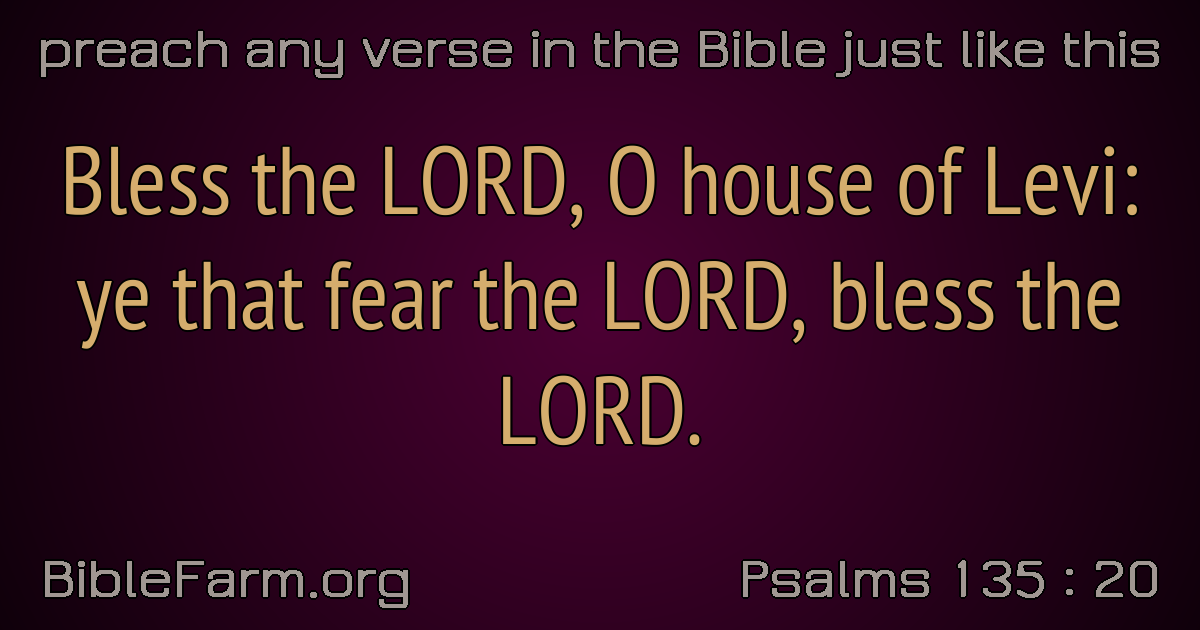 preach any verse in the Bible just like this
Bless the LORD, O house of Levi:
ye that fear the LORD, bless the
LORD.
BibleFarm.org
Psalms 135 : 20